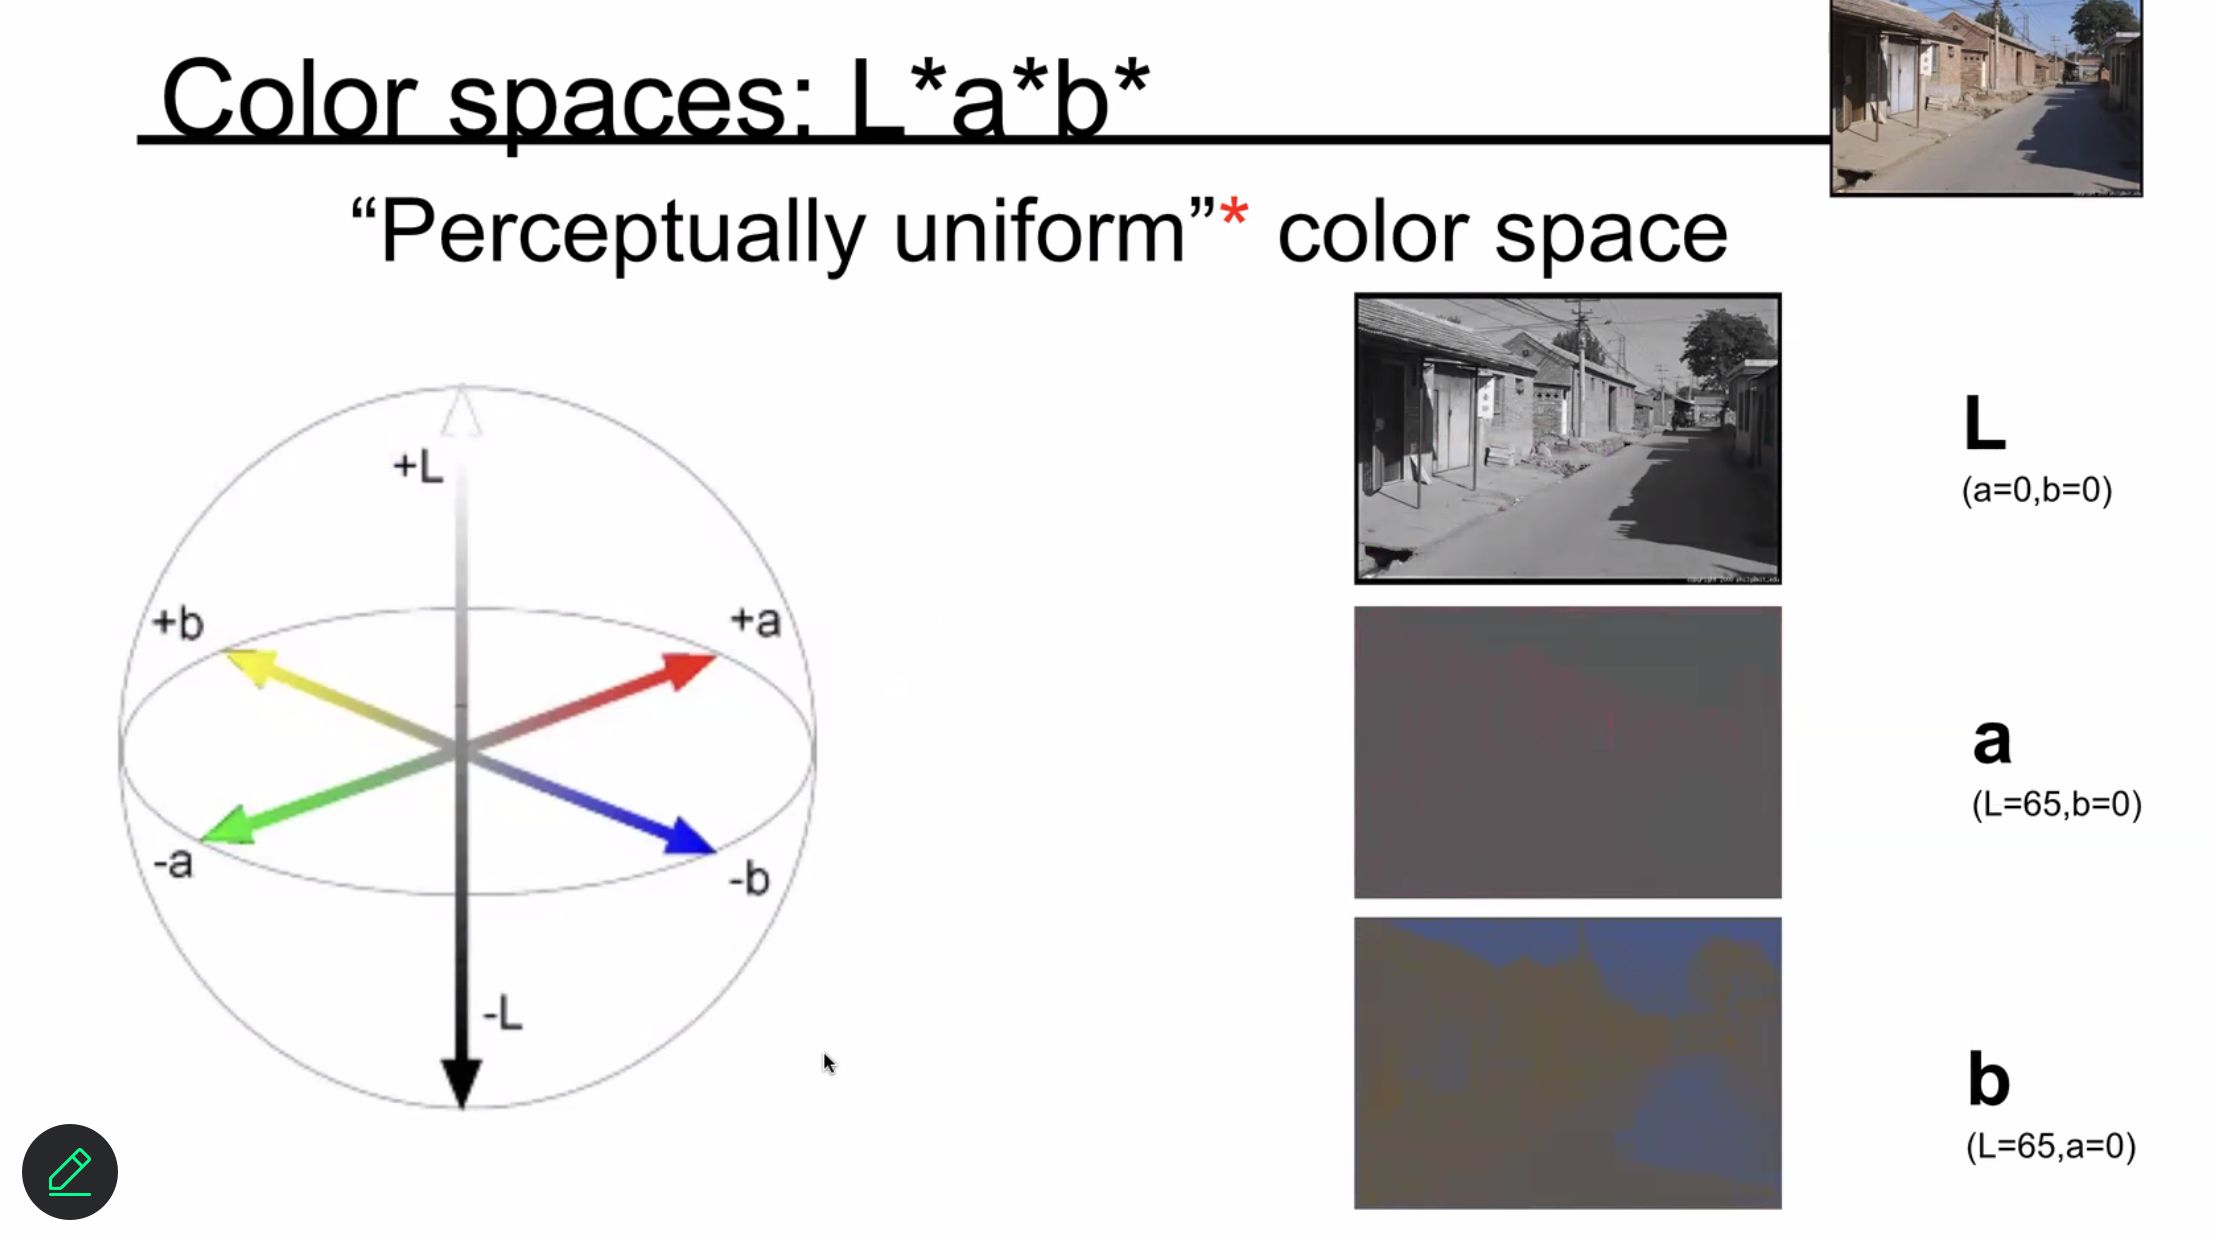 Color spaces: L*a*b*
“Perceptually uniform”* color space
+L
+b
+a
-a
-b
-L
L
(a=0,b=0)
a
(L=65,b=0)
b
(L=65,a=0)